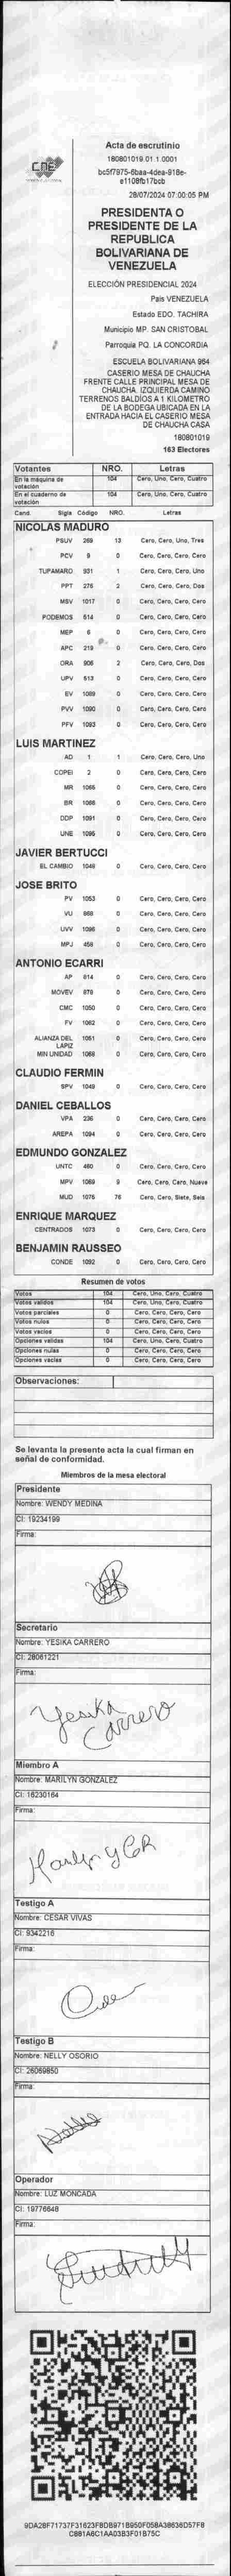 CNE
Acta de escrutinio
180801019.01.1.0001
bc5f7975-6baa-4dea-918e-
e1108fb17bcb
28/07/2024 07:00:05 PM
PRESIDENTA O
PRESIDENTE DE LA
REPUBLICA
BOLIVARIANA DE
VENEZUELA
ELECCIÓN PRESIDENCIAL 2024
País VENEZUELA
Estado EDO. TACHIRA
Municipio MP. SAN CRISTOBAL
Parroquia PQ. LA CONCORDIA
ESCUELA BOLIVARIANA 964
CASERIO MESA DE CHAUCHA
FRENTE CALLE PRINCIPAL MESA DE
CHAUCHA. IZQUIERDA CAMINO
TERRENOS BALDIOS A 1 KILOMETRO
DE LA BODEGA UBICADA EN LA
ENTRADA HACIA EL CASERIO MESA
DE CHAUCHA CASA
180801019
163 Electores
Votantes NRO. Letras
En la máquina de votación 104 Cero, Uno, Cero, Cuatro
En el cuaderno de votación 104 Cero, Uno, Cero, Cuatro
Cand. Sigla Código NRO. Letras
NICOLAS MADURO
PSUV 269 13 Cero, Cero, Uno, Tres
PCV 9 0 Cero, Cero, Cero, Cero
TUPAMARO 931 1 Cero, Cero, Cero, Uno
PPT 275 2 Cero, Cero, Cero, Dos
MSV 1017 0 Cero, Cero, Cero, Cero
PODEMOS 514 0 Cero, Cero, Cero, Cero
MEP 6 0 Cero, Cero, Cero, Cero
APC 219 0 Cero, Cero, Cero, Cero
ORA 906 2 Cero, Cero, Cero, Dos
UPV 513 0 Cero, Cero, Cero, Cero
EV 1089 0 Cero, Cero, Cero, Cero
PVV 1090 0 Cero, Cero, Cero, Cero
PFV 1093 0 Cero, Cero, Cero, Cero
LUIS MARTINEZ
AD 1 1 Cero, Cero, Cero, Uno
COPEI 2 0 Cero, Cero, Cero, Cero
MR 1065 0 Cero, Cero, Cero, Cero
BR 1066 0 Cero, Cero, Cero, Cero
DDP 1091 0 Cero, Cero, Cero, Cero
UNE 1095 0 Cero, Cero, Cero, Cero
JAVIER BERTUCCI
EL CAMBIO 1048 0 Cero, Cero, Cero, Cero
JOSE BRITO
PV 1053 0 Cero, Cero, Cero, Cero
VU 868 0 Cero, Cero, Cero, Cero
UVV 1096 0 Cero, Cero, Cero, Cero
MPJ 458 0 Cero, Cero, Cero, Cero
ANTONIO ECARRI
AP 814 0 Cero, Cero, Cero, Cero
MOVEV 979 0 Cero, Cero, Cero, Cero
CMC 1050 0 Cero, Cero, Cero, Cero
FV 1062 0 Cero, Cero, Cero, Cero
ALIANZA DEL LAPIZ 1051 0 Cero, Cero, Cero, Cero
MIN UNIDAD 1068 0 Cero, Cero, Cero, Cero
CLAUDIO FERMIN
SPV 1049 0 Cero, Cero, Cero, Cero
DANIEL CEBALLOS
VPA 236 0 Cero, Cero, Cero, Cero
AREPA 1094 0 Cero, Cero, Cero, Cero
EDMUNDO GONZALEZ
UNTC 480 0 Cero, Cero, Cero, Cero
MPV 1069 9 Cero, Cero, Cero, Nueve
MUD 1075 76 Cero, Cero, Siete, Seis
ENRIQUE MARQUEZ
CENTRADOS 1073 0 Cero, Cero, Cero, Cero
BENJAMIN RAUSSEO
CONDE 1092 0 Cero, Cero, Cero, Cero
Resumen de votos
Votos 104 Cero, Uno, Cero, Cuatro
Votos validos 104 Cero, Uno, Cero, Cuatro
Votos parciales 0 Cero, Cero, Cero, Cero
Votos nulos 0 Cero, Cero, Cero, Cero
Votos vacios 0 Cero, Cero, Cero, Cero
Opciones validas 104 Cero, Uno, Cero, Cuatro
Opciones nulas 0 Cero, Cero, Cero, Cero
Opciones vacias 0 Cero, Cero, Cero, Cero
Observaciones:
Se levanta la presente acta la cual firman en
señal de conformidad.
Miembros de la mesa electoral
Presidente
Nombre: WENDY MEDINA
CI: 19234199
Firma:
Secretario
Nombre: YESIKA CARRERO
CI: 28061221
Firma:
Yesika
Carrero
Miembro A
Nombre: MARILYN GONZALEZ
CI: 16230164
Firma:
Testigo A
Nombre: CESAR VIVAS
CI: 9342216
Firma:
Testigo B
Nombre: NELLY OSORIO
CI: 26069850
Firma:
Operador
Nombre: LUZ MONCADA
CI: 19776648
Firma:
9DA28F71737F31623F8DB971B950F058A38636D57F8
C881A6C1AA03B3F01B75C